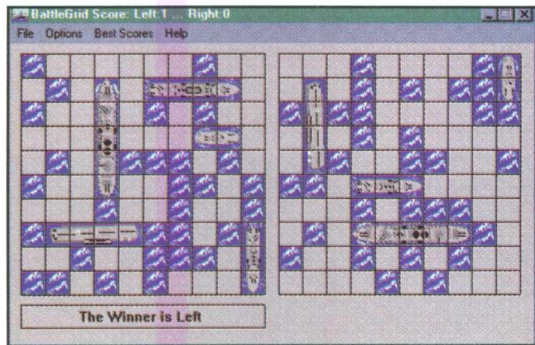 BattleGrid Score: Left:1 ... Right:0
File Options Best Scores Help
The Winner is Left